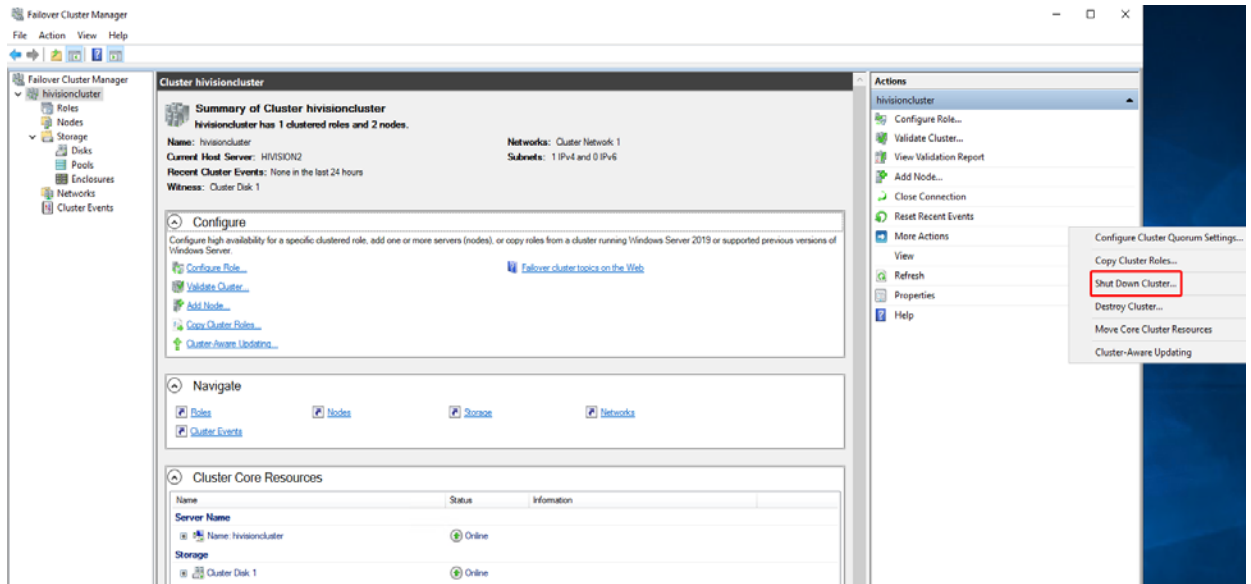 Failover Cluster Manager
File Action View Help
Failover Cluster Manager
hivisioncluster
Roles
Nodes
Storage
Disks
Pools
Enclosures
Networks
Cluster Events
Cluster hivisioncluster
Summary of Cluster hivisioncluster
hivisioncluster has 1 clustered roles and 2 nodes.
Name: hivisioncluster
Networks: Cluster Network 1
Current Host Server: HIVISION2
Subnets: 1 IPv4 and 0 IPv6
Recent Cluster Events: None in the last 24 hours
Witness: Cluster Disk 1
Configure
Configure high availability for a specific clustered role, add one or more servers (nodes), or copy roles from a cluster running Windows Server 2019 or supported previous versions of
Windows Server.
Configure Role...
Failover cluster topics on the Web
Validate Cluster...
Add Node...
Copy Cluster Roles...
Cluster-Aware Updating...
Navigate
Roles
Nodes
Storage
Networks
Cluster Events
Cluster Core Resources
Name Status Information
Server Name
Name: hivisioncluster Online
Storage
Cluster Disk 1 Online
Actions
hivisioncluster
Configure Role...
Validate Cluster...
View Validation Report
Add Node...
Close Connection
Reset Recent Events
More Actions
View
Refresh
Properties
Help
Configure Cluster Quorum Settings...
Copy Cluster Roles...
Shut Down Cluster...
Destroy Cluster...
Move Core Cluster Resources
Cluster-Aware Updating